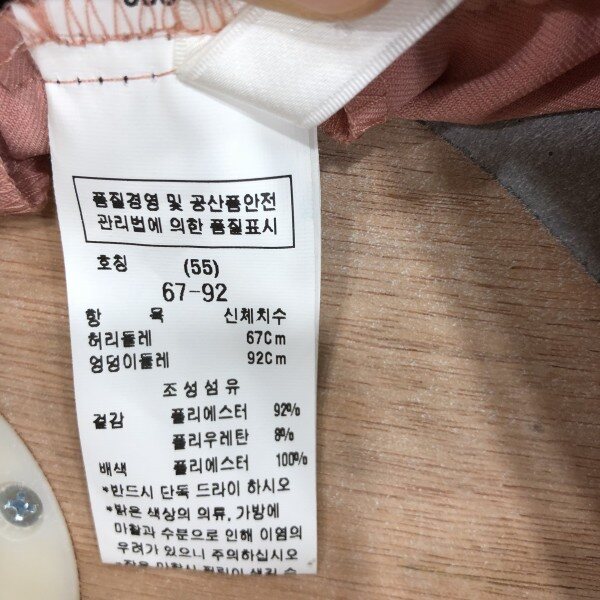 품질경영 및 공산품안전
관리법에 의한 품질표시
호칭 (55)
67-92
항 목 신체치수
허리둘레 67Cm
엉덩이둘레 92Cm
조성섬유
겉감 폴리에스터 92%
폴리우레탄 8%
배색 폴리에스터 100%
*반드시 단독 드라이 하시오
*밝은 색상의 의류, 가방에
마찰과 수분으로 인해 이염의
우려가 있으니 주의하십시오